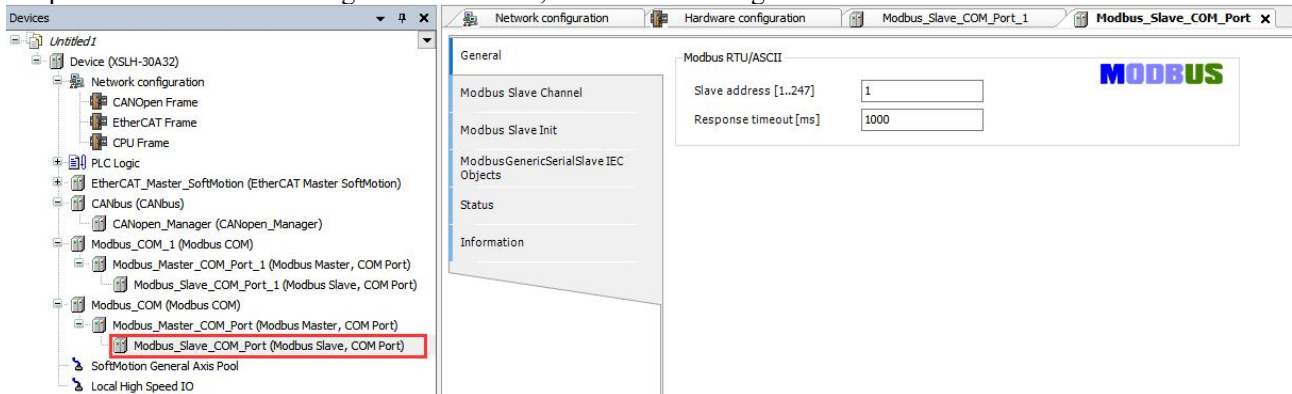 Devices
Untitled1
Device (XSLH-30A32)
Network configuration
CANOpen Frame
EtherCAT Frame
CPU Frame
PLC Logic
EtherCAT_Master_SoftMotion (EtherCAT Master SoftMotion)
CANbus (CANbus)
CANopen_Manager (CANopen_Manager)
Modbus_COM_1 (Modbus COM)
Modbus_Master_COM_Port_1 (Modbus Master, COM Port)
Modbus_Slave_COM_Port_1 (Modbus Slave, COM Port)
Modbus_COM (Modbus COM)
Modbus_Master_COM_Port (Modbus Master, COM Port)
Modbus_Slave_COM_Port (Modbus Slave, COM Port)
SoftMotion General Axis Pool
Local High Speed IO
Network configuration
Hardware configuration
Modbus_Slave_COM_Port_1
Modbus_Slave_COM_Port
General
Modbus Slave Channel
Modbus Slave Init
ModbusGenericSerialSlave IEC
Objects
Status
Information
Modbus RTU/ASCII
MODBUS
Slave address [1..247] 1
Response timeout [ms] 1000